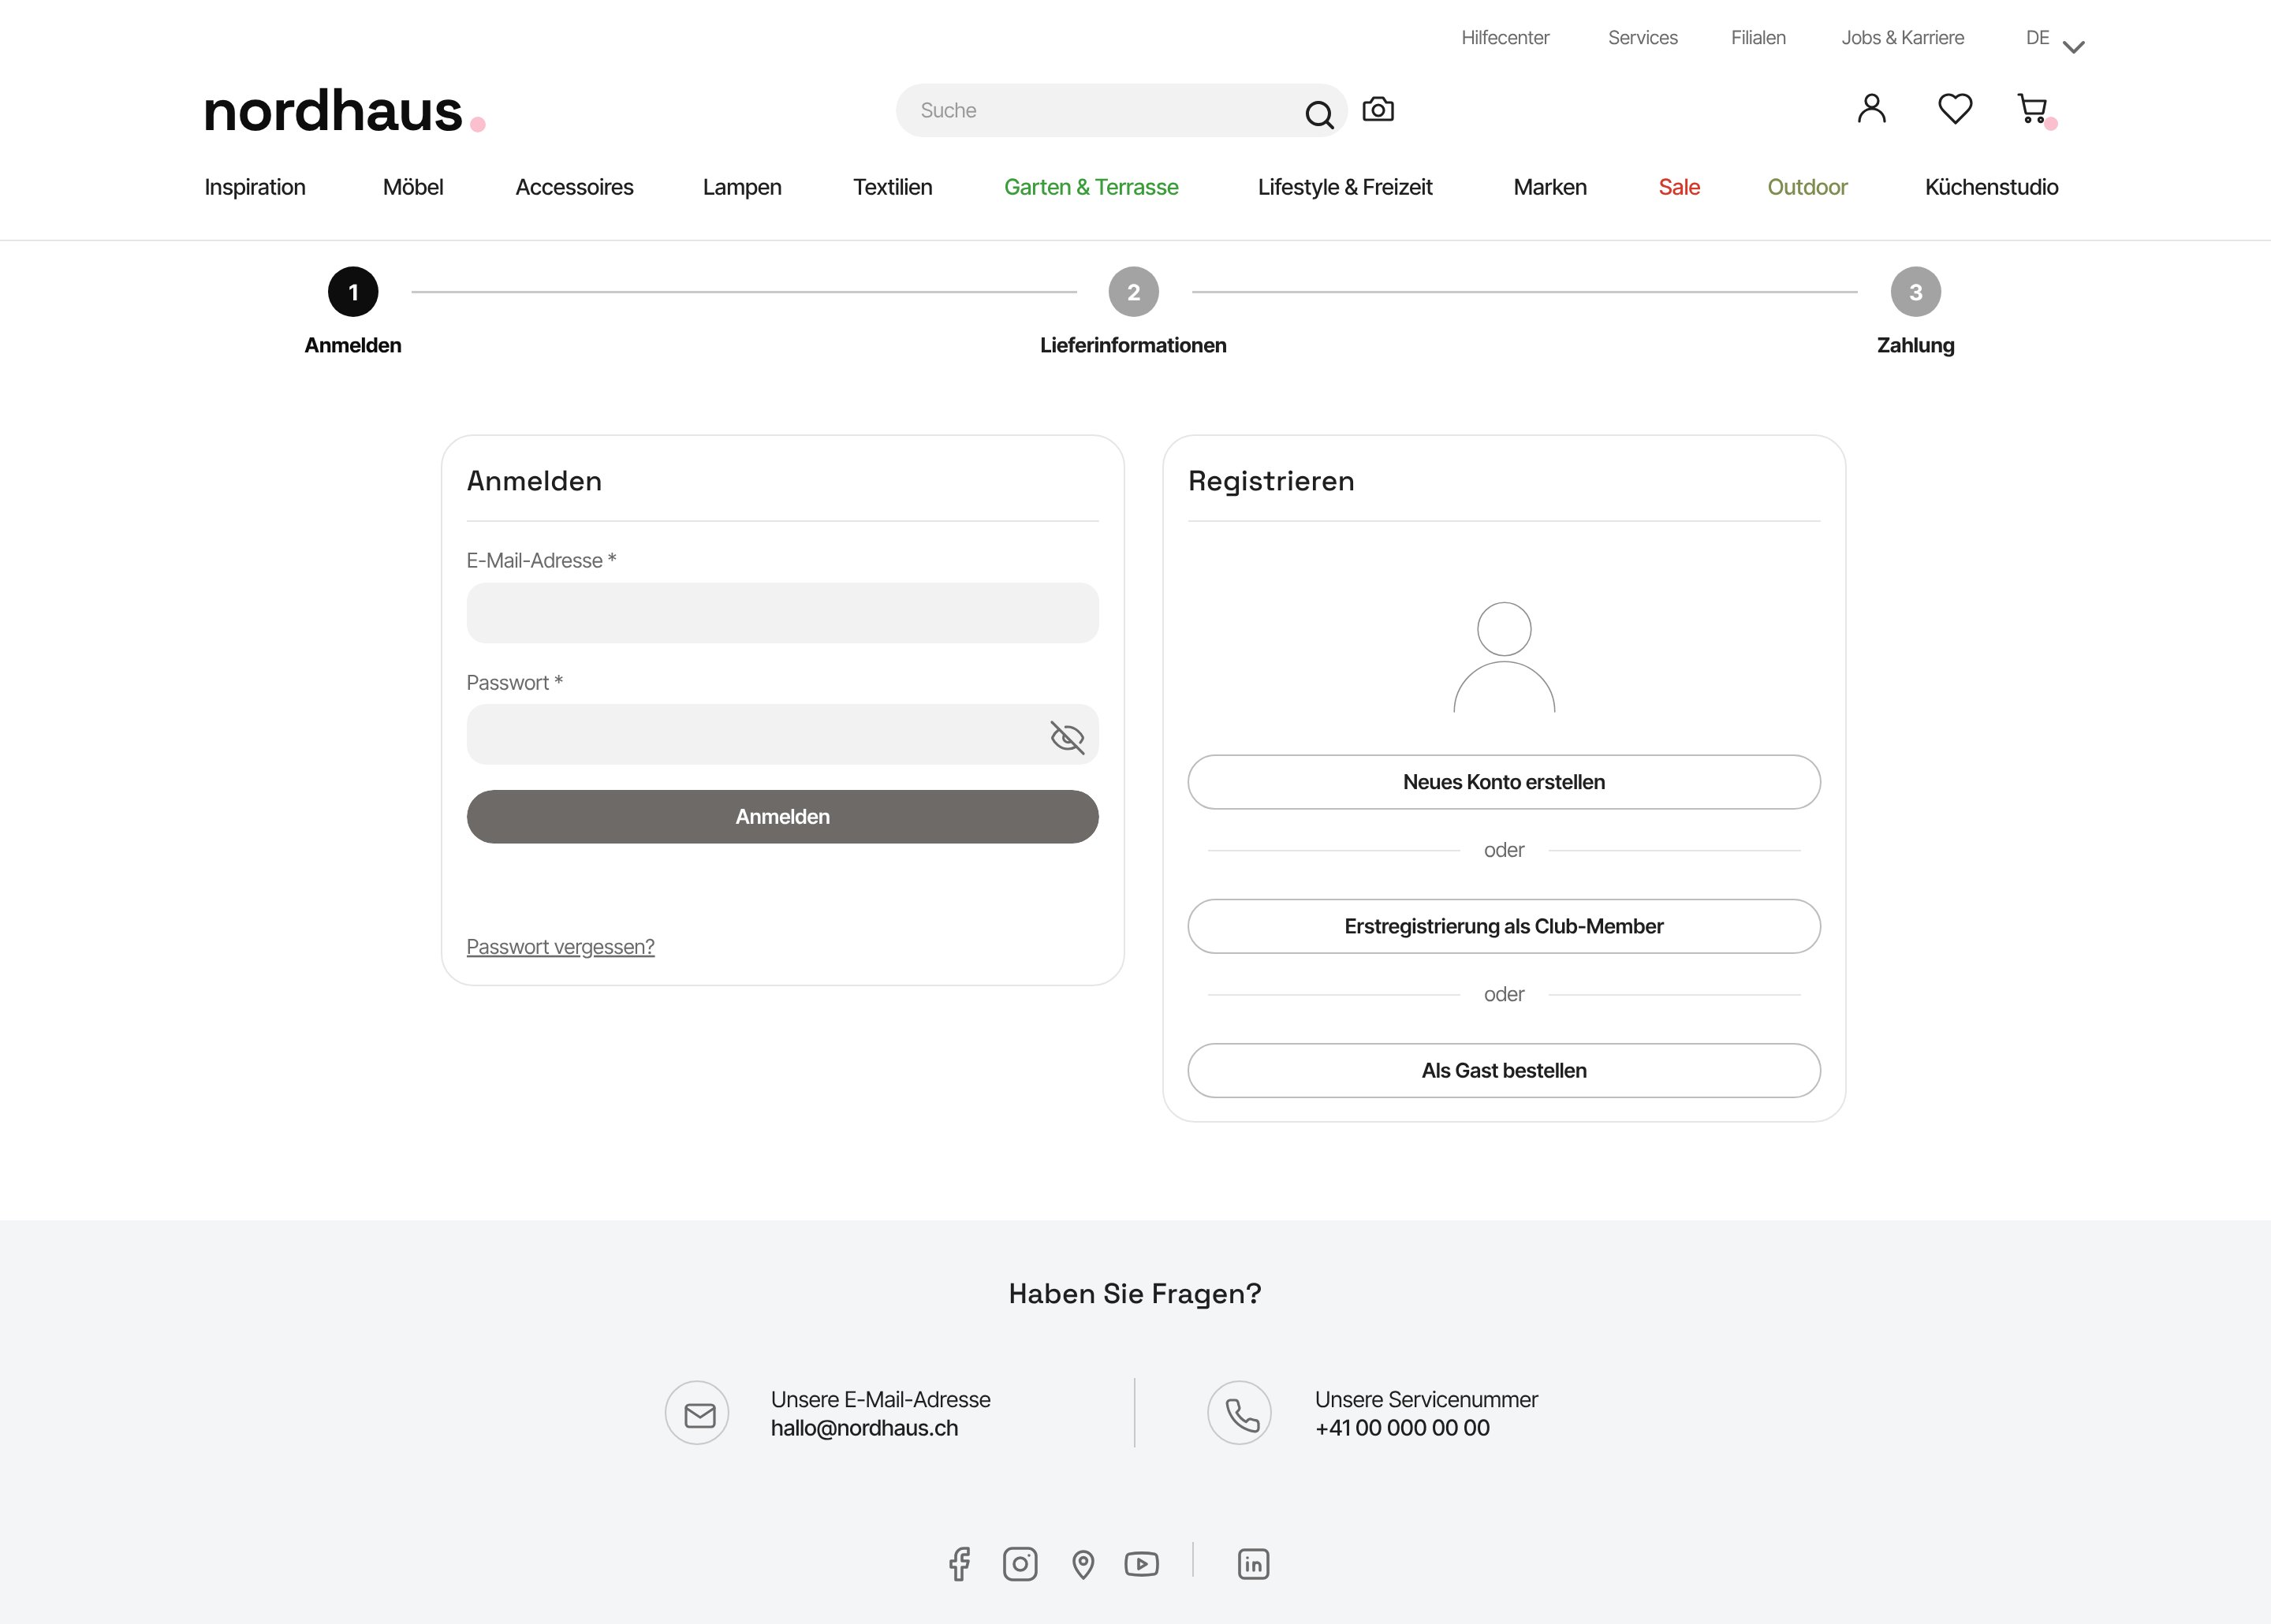 Hilfecenter Services Filialen Jobs & Karriere DE
nordhaus.
Suche
Inspiration Möbel Accessoires Lampen Textilien Garten & Terrasse Lifestyle & Freizeit Marken Sale Outdoor Küchenstudio
1 2 3
Anmelden Lieferinformationen Zahlung
Anmelden
E-Mail-Adresse *
Passwort *
Anmelden
Passwort vergessen?
Registrieren
Neues Konto erstellen
oder
Erstregistrierung als Club-Member
oder
Als Gast bestellen
Haben Sie Fragen?
Unsere E-Mail-Adresse
hallo@nordhaus.ch
Unsere Servicenummer
+41 00 000 00 00
in